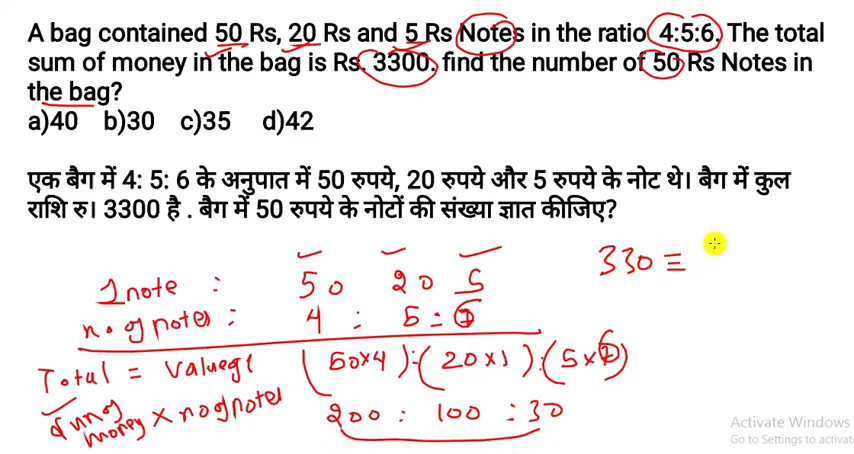 A bag contained 50 Rs, 20 Rs and 5 Rs Notes in the ratio 4:5:6. The total
sum of money in the bag is Rs. 3300. find the number of 50 Rs Notes in
the bag?
a)40 b)30 c)35 d)42
एक बैग में 4: 5: 6 के अनुपात में 50 रुपये, 20 रुपये और 5 रुपये के नोट थे। बैग में कुल
राशि रु। 3300 है . बैग में 50 रुपये के नोटों की संख्या ज्ञात कीजिए?
1 note : 50 20 5 330 ≡
no of notes : 4 : 5 :
Total = value of (50×4) : (20× ) : (5× )
sum of money × no of notes 200 : 100 : 30
Activate Windows
Go to Settings to activate